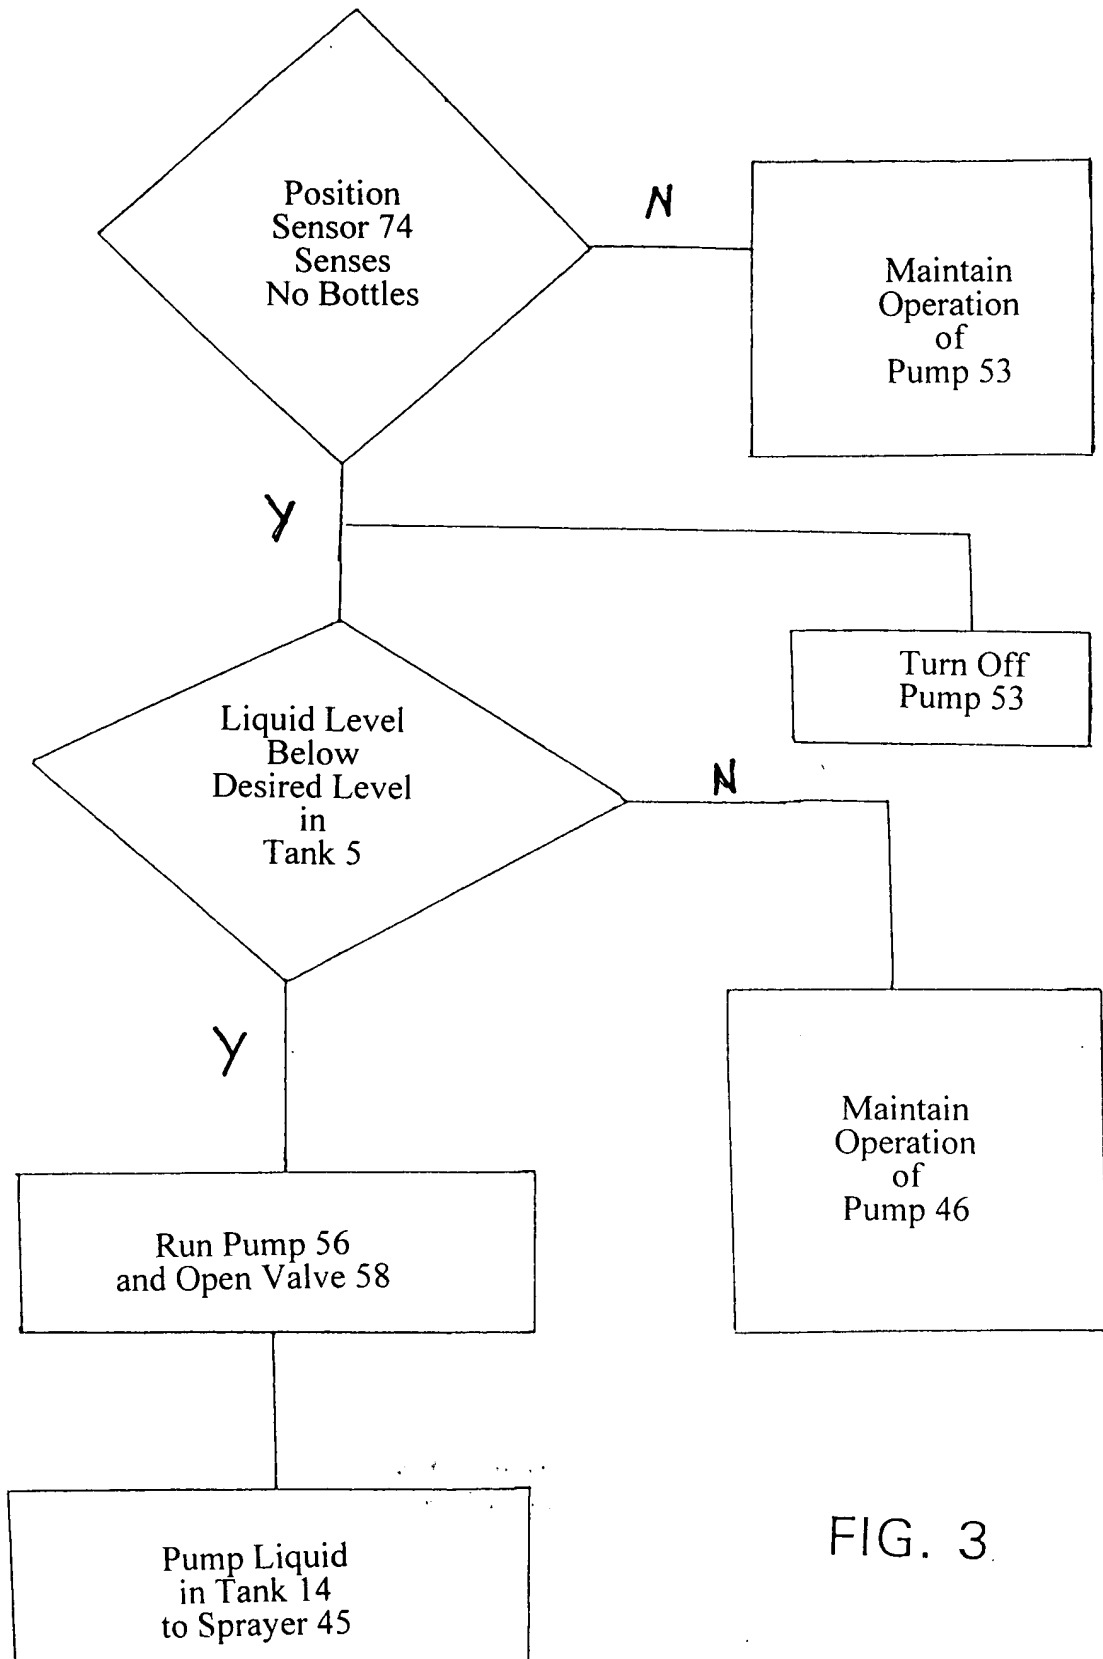 Position
Sensor 74
Senses
No Bottles
N
Maintain
Operation
of
Pump 53
Y
Turn Off
Pump 53
Liquid Level
Below
Desired Level
in
Tank 5
N
Y
Maintain
Operation
of
Pump 46
Run Pump 56
and Open Valve 58
Pump Liquid
in Tank 14
to Sprayer 45
FIG. 3